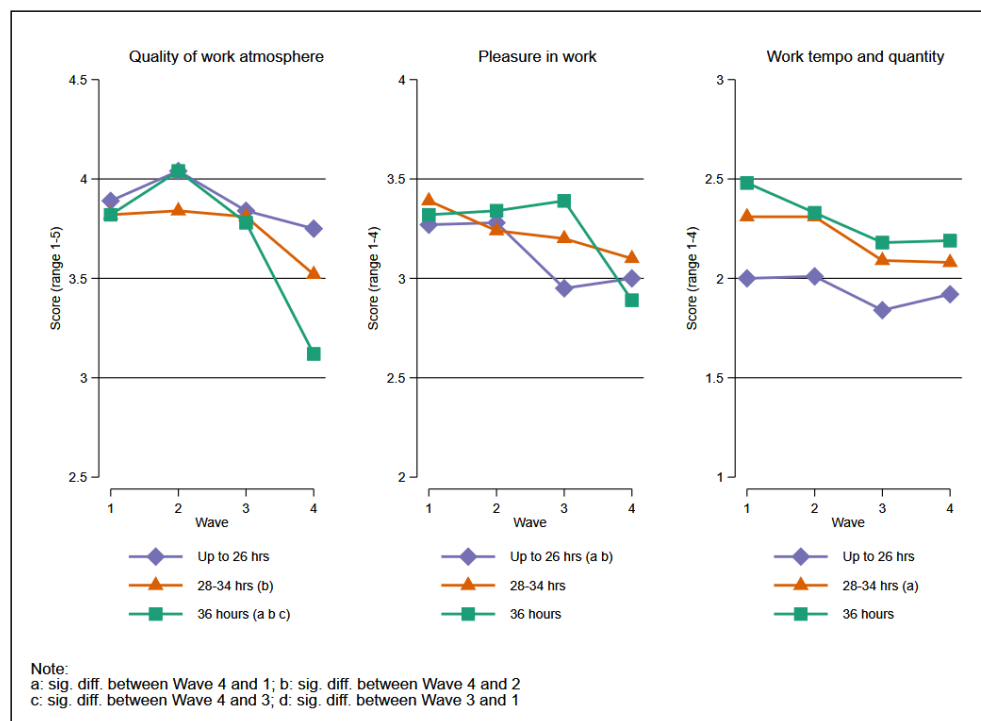 Quality of work atmosphere
4.5
4
3.5
3
2.5
Score (range 1-5)
1 2 3 4
Wave
Up to 26 hrs
28-34 hrs (b)
36 hours (a b c)
Pleasure in work
4
3.5
3
2.5
2
Score (range 1-4)
1 2 3 4
Wave
Up to 26 hrs (a b)
28-34 hrs
36 hours
Work tempo and quantity
3
2.5
2
1.5
1
Score (range 1-4)
1 2 3 4
Wave
Up to 26 hrs
28-34 hrs (a)
36 hours
Note:
a: sig. diff. between Wave 4 and 1; b: sig. diff. between Wave 4 and 2
c: sig. diff. between Wave 4 and 3; d: sig. diff. between Wave 3 and 1